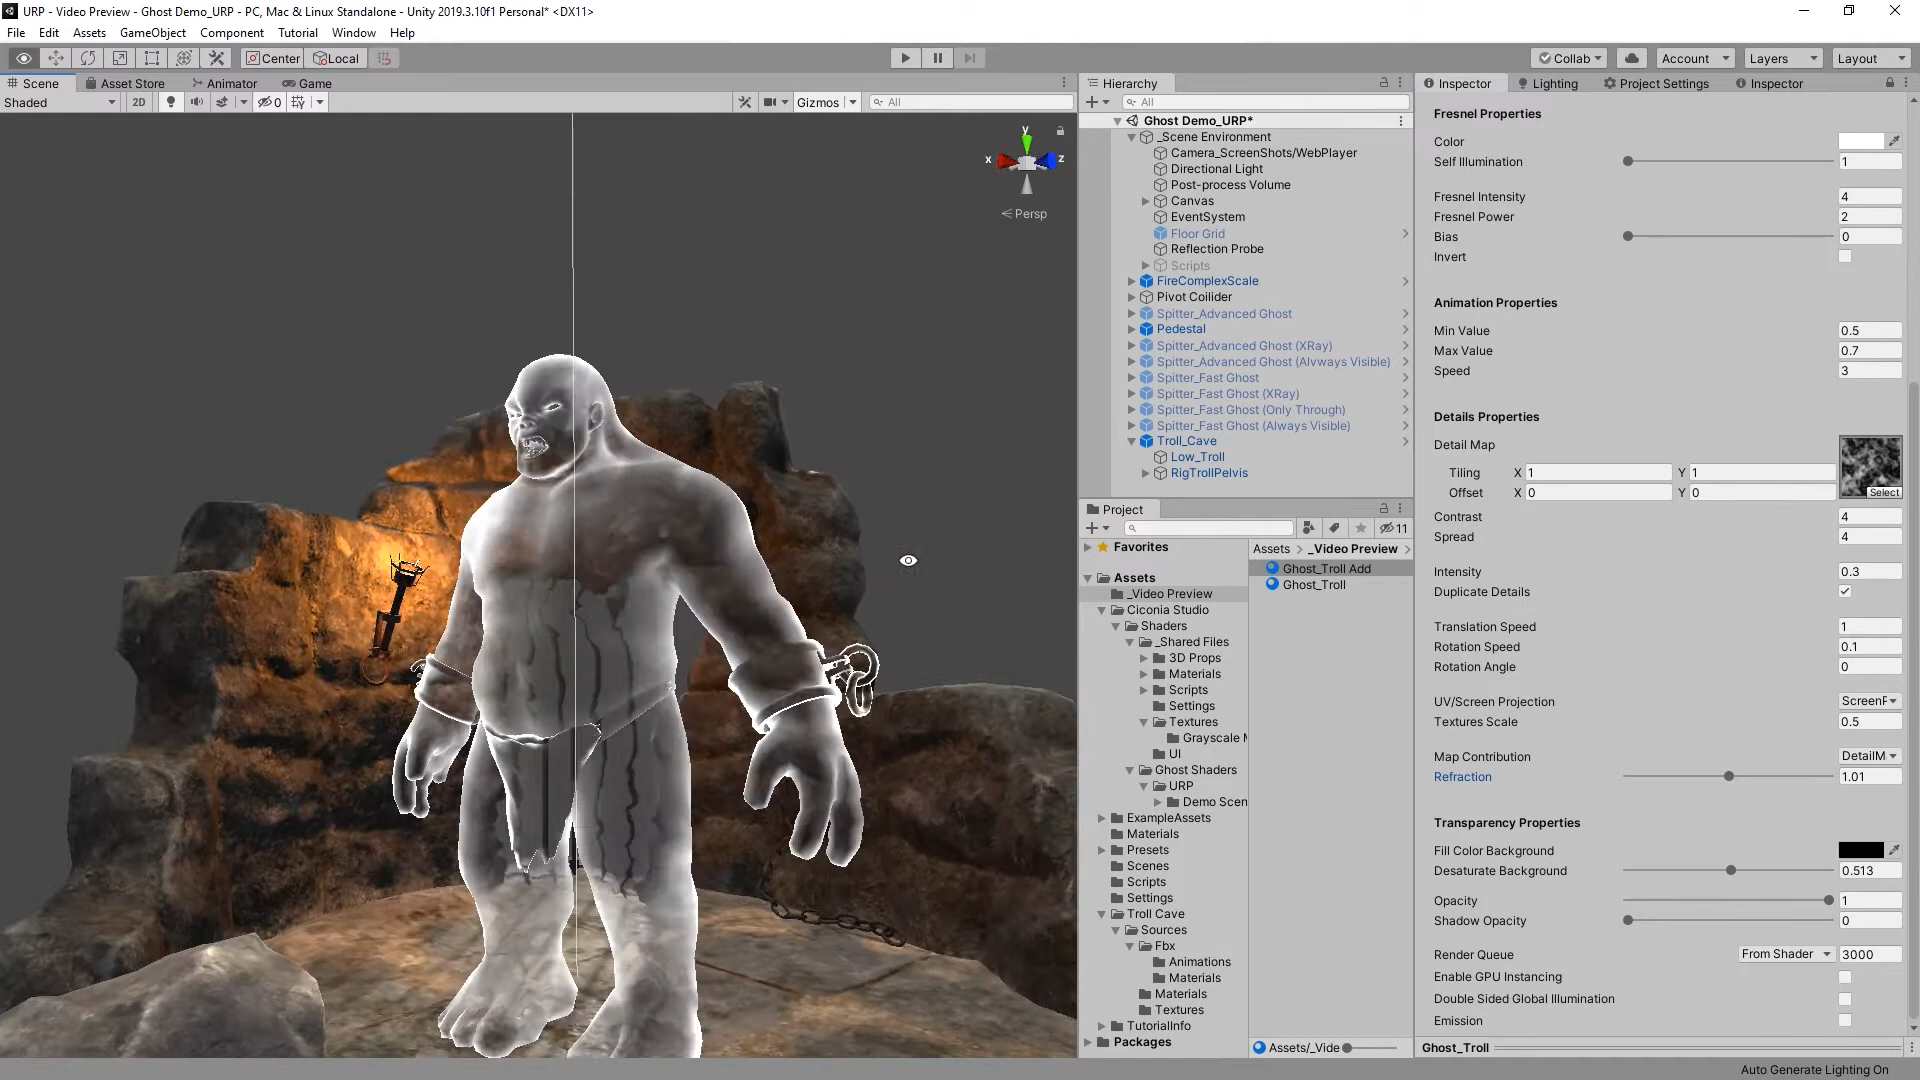 URP - Video Preview - Ghost Demo_URP - PC, Mac & Linux Standalone - Unity 2019.3.10f1 Personal* <DX11>
File Edit Assets GameObject Component Tutorial Window Help
Center Local Collab Account Layers Layout
Scene Asset Store Animator Game
Shaded 2D 0 Gizmos All
y
x z
Persp
Hierarchy
All
Ghost Demo_URP*
_Scene Environment
Camera_ScreenShots/WebPlayer
Directional Light
Post-process Volume
Canvas
EventSystem
Floor Grid
Reflection Probe
Scripts
FireComplexScale
Pivot Coilider
Spitter_Advanced Ghost
Pedestal
Spitter_Advanced Ghost (XRay)
Spitter_Advanced Ghost (Alvways Visible)
Spitter_Fast Ghost
Spitter_Fast Ghost (XRay)
Spitter_Fast Ghost (Only Through)
Spitter_Fast Ghost (Always Visible)
Troll_Cave
Low_Troll
RigTrollPelvis
Project
11
Favorites
Assets
_Video Preview
Ciconia Studio
Shaders
_Shared Files
3D Props
Materials
Scripts
Settings
Textures
Grayscale M
UI
Ghost Shaders
URP
Demo Scen
ExampleAssets
Materials
Presets
Scenes
Scripts
Settings
Troll Cave
Sources
Fbx
Animations
Materials
Materials
Textures
TutorialInfo
Packages
Assets > _Video Preview >
Ghost_Troll Add
Ghost_Troll
Assets/_Vide
Inspector Lighting Project Settings Inspector
Fresnel Properties
Color
Self Illumination 1
Fresnel Intensity 4
Fresnel Power 2
Bias 0
Invert
Animation Properties
Min Value 0.5
Max Value 0.7
Speed 3
Details Properties
Detail Map
Tiling X 1 Y 1
Offset X 0 Y 0
Select
Contrast 4
Spread 4
Intensity 0.3
Duplicate Details
Translation Speed 1
Rotation Speed 0.1
Rotation Angle 0
UV/Screen Projection ScreenF
Textures Scale 0.5
Map Contribution DetailM
Refraction 1.01
Transparency Properties
Fill Color Background
Desaturate Background 0.513
Opacity 1
Shadow Opacity 0
Render Queue From Shader 3000
Enable GPU Instancing
Double Sided Global Illumination
Emission
Ghost_Troll
Auto Generate Lighting On